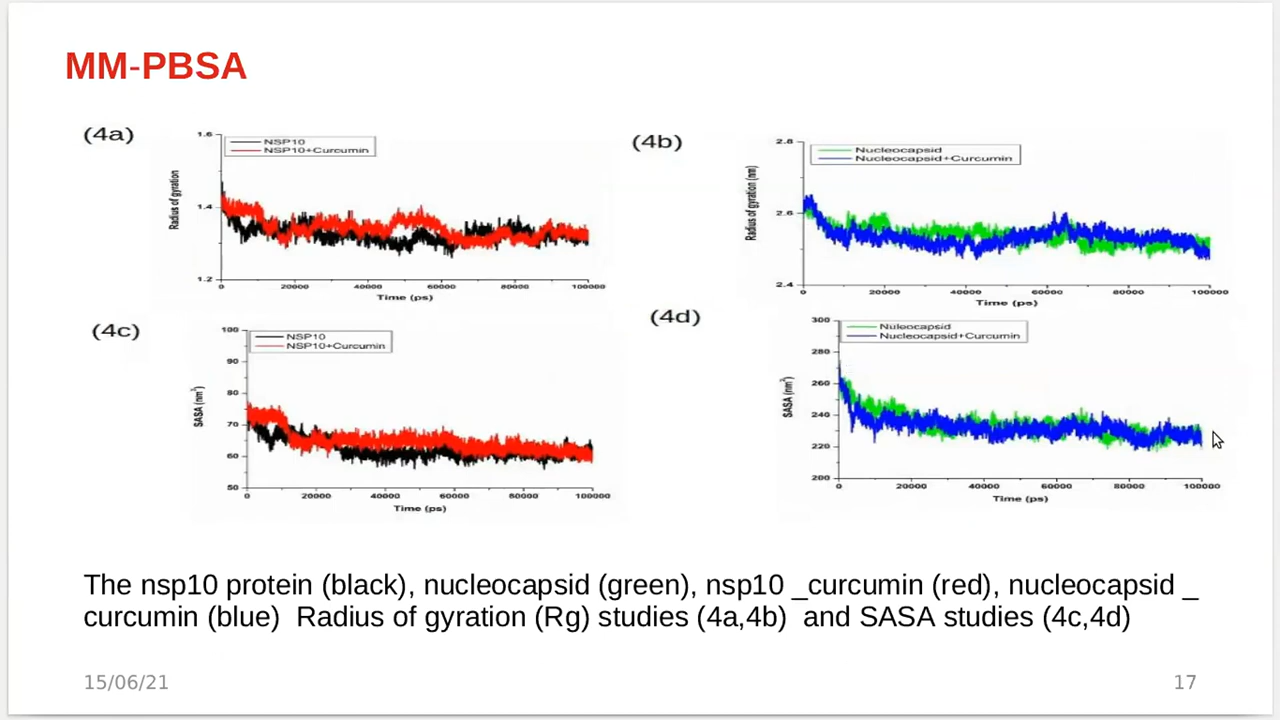 MM-PBSA
(4a)
1.6
1.4
1.2
Radius of gyration
NSP10
NSP10+Curcumin
0 20000 40000 60000 80000 100000
Time (ps)
(4b)
2.8
2.6
2.4
Radius of gyration (nm)
Nucleocapsid
Nucleocapsid+Curcumin
0 20000 40000 60000 80000 100000
Time (ps)
(4c)
100
90
80
70
60
50
SASA (nm²)
NSP10
NSP10+Curcumin
0 20000 40000 60000 80000 100000
Time (ps)
(4d)
300
280
260
240
220
200
SASA (nm²)
Nuleocapsid
Nucleocapsid+Curcumin
0 20000 40000 60000 80000 100000
Time (ps)
The nsp10 protein (black), nucleocapsid (green), nsp10 _curcumin (red), nucleocapsid _
curcumin (blue)  Radius of gyration (Rg) studies (4a,4b)  and SASA studies (4c,4d)
15/06/21
17